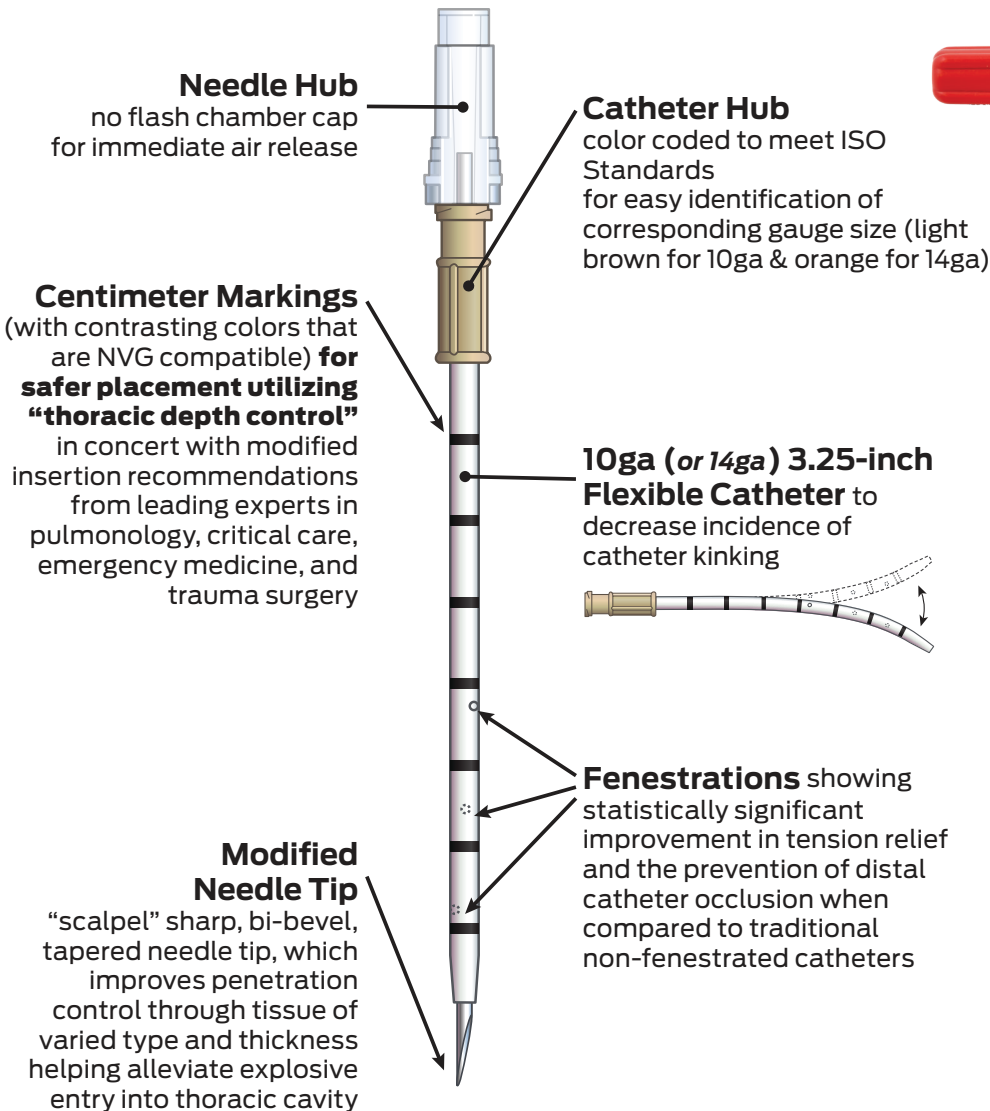 Needle Hub
no flash chamber cap
for immediate air release
Catheter Hub
color coded to meet ISO
Standards
for easy identification of
corresponding gauge size (light
brown for 10ga & orange for 14ga)
Centimeter Markings
(with contrasting colors that
are NVG compatible) for
safer placement utilizing
“thoracic depth control”
in concert with modified
insertion recommendations
from leading experts in
pulmonology, critical care,
emergency medicine, and
trauma surgery
10ga (or 14ga) 3.25-inch
Flexible Catheter to
decrease incidence of
catheter kinking
Fenestrations showing
statistically significant
improvement in tension relief
and the prevention of distal
catheter occlusion when
compared to traditional
non-fenestrated catheters
Modified
Needle Tip
“scalpel” sharp, bi-bevel,
tapered needle tip, which
improves penetration
control through tissue of
varied type and thickness
helping alleviate explosive
entry into thoracic cavity